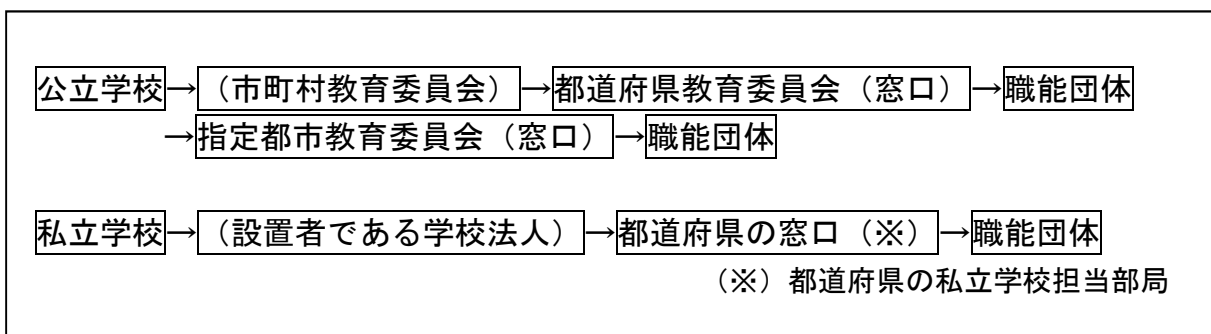 公立学校→（市町村教育委員会）→都道府県教育委員会（窓口）→職能団体
→指定都市教育委員会（窓口）→職能団体
私立学校→（設置者である学校法人）→都道府県の窓口（※）→職能団体
（※）都道府県の私立学校担当部局